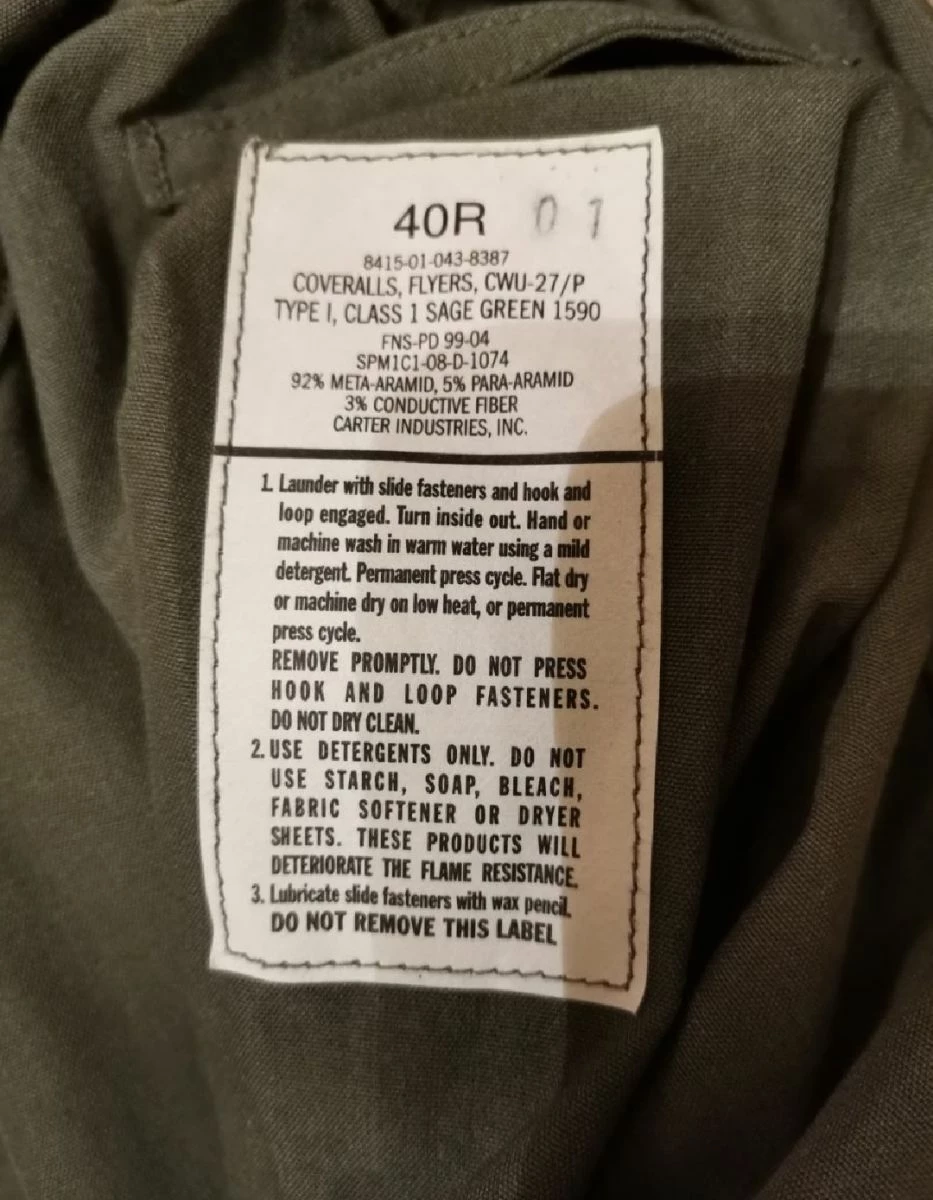 40R 01
8415-01-043-8387
COVERALLS, FLYERS, CWU-27/P
TYPE I, CLASS 1 SAGE GREEN 1590
FNS-PD 99-04
SPM1C1-08-D-1074
92% META-ARAMID, 5% PARA-ARAMID
3% CONDUCTIVE FIBER
CARTER INDUSTRIES, INC.
1. Launder with slide fasteners and hook and
loop engaged. Turn inside out. Hand or
machine wash in warm water using a mild
detergent. Permanent press cycle. Flat dry
or machine dry on low heat, or permanent
press cycle.
REMOVE PROMPTLY. DO NOT PRESS
HOOK AND LOOP FASTENERS.
DO NOT DRY CLEAN.
2. USE DETERGENTS ONLY. DO NOT
USE STARCH, SOAP, BLEACH,
FABRIC SOFTENER OR DRYER
SHEETS. THESE PRODUCTS WILL
DETERIORATE THE FLAME RESISTANCE.
3. Lubricate slide fasteners with wax pencil.
DO NOT REMOVE THIS LABEL